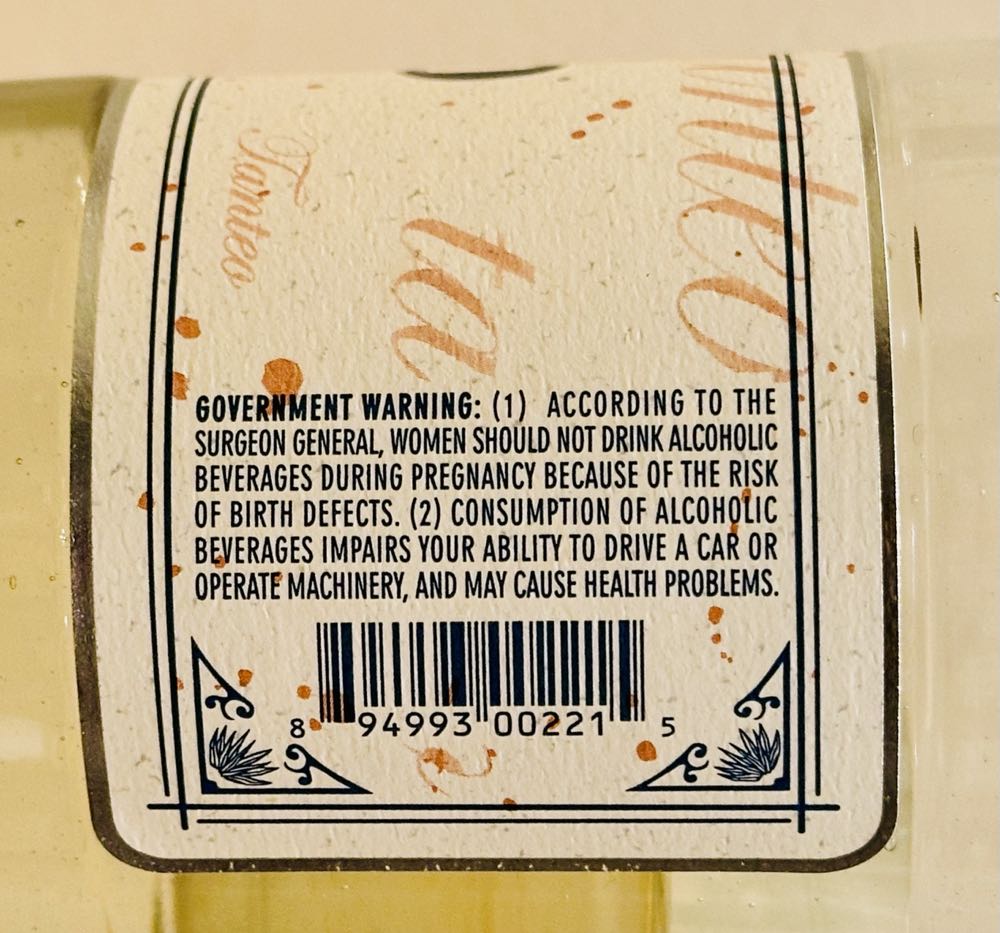 Tanteo
ta
nteo
GOVERNMENT WARNING: (1) ACCORDING TO THE
SURGEON GENERAL, WOMEN SHOULD NOT DRINK ALCOHOLIC
BEVERAGES DURING PREGNANCY BECAUSE OF THE RISK
OF BIRTH DEFECTS. (2) CONSUMPTION OF ALCOHOLIC
BEVERAGES IMPAIRS YOUR ABILITY TO DRIVE A CAR OR
OPERATE MACHINERY, AND MAY CAUSE HEALTH PROBLEMS.
8 94993 00221 5